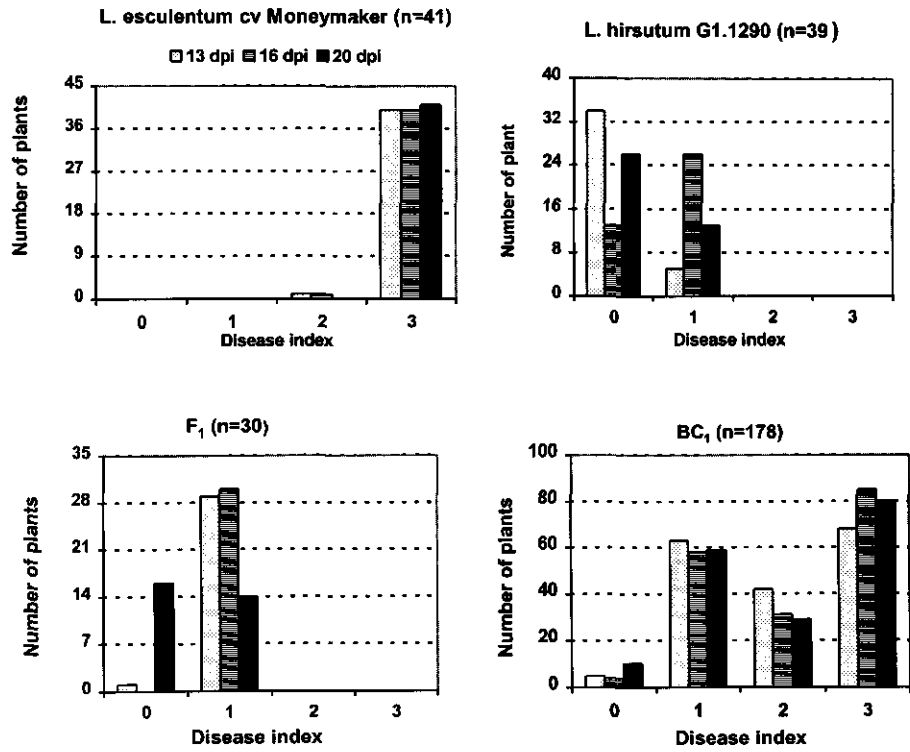 L. esculentum cv Moneymaker (n=41)
13 dpi 16 dpi 20 dpi
Number of plants
45
36
27
18
9
0
0 1 2 3
Disease index
L. hirsutum G1.1290 (n=39)
Number of plant
40
32
24
16
8
0
0 1 2 3
Disease index
F1 (n=30)
Number of plants
35
28
21
14
7
0
0 1 2 3
Disease index
BC1 (n=178)
Number of plants
100
80
60
40
20
0
0 1 2 3
Disease index